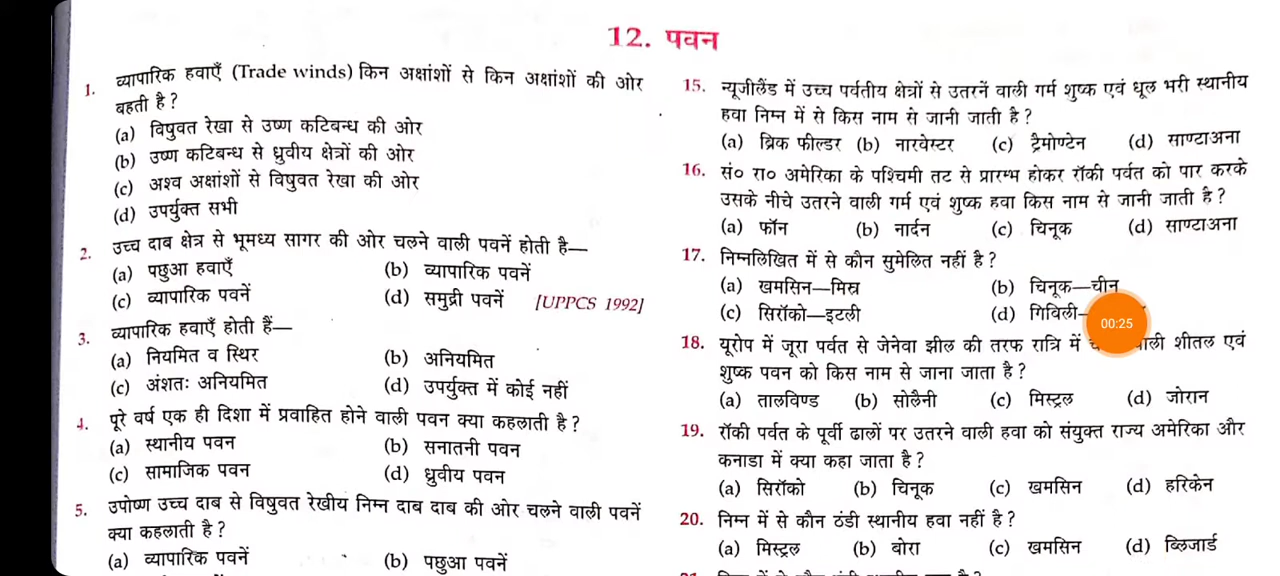 12. पवन
1. व्यापारिक हवाएँ (Trade winds) किन अक्षांशों से किन अक्षांशों की ओर
बहती है?
(a) विषुवत रेखा से उष्ण कटिबन्ध की ओर
(b) उष्ण कटिबन्ध से ध्रुवीय क्षेत्रों की ओर
(c) अश्व अक्षांशों से विषुवत रेखा की ओर
(d) उपर्युक्त सभी
2. उच्च दाब क्षेत्र से भूमध्य सागर की ओर चलने वाली पवनें होती है—
(a) पछुआ हवाएँ (b) व्यापारिक पवनें
(c) व्यापारिक पवनें (d) समुद्री पवनें [UPPCS 1992]
3. व्यापारिक हवाएँ होती हैं—
(a) नियमित व स्थिर (b) अनियमित
(c) अंशतः अनियमित (d) उपर्युक्त में कोई नहीं
4. पूरे वर्ष एक ही दिशा में प्रवाहित होने वाली पवन क्या कहलाती है?
(a) स्थानीय पवन (b) सनातनी पवन
(c) सामाजिक पवन (d) ध्रुवीय पवन
5. उपोष्ण उच्च दाब से विषुवत रेखीय निम्न दाब दाब की ओर चलने वाली पवनें
क्या कहलाती है?
(a) व्यापारिक पवनें (b) पछुआ पवनें
15. न्यूजीलैंड में उच्च पर्वतीय क्षेत्रों से उतरनें वाली गर्म शुष्क एवं धूल भरी स्थानीय
हवा निम्न में से किस नाम से जानी जाती है?
(a) ब्रिक फील्डर (b) नारवेस्टर (c) ट्रैमोण्टेन (d) साण्टाअना
16. सं० रा० अमेरिका के पश्चिमी तट से प्रारम्भ होकर रॉकी पर्वत को पार करके
उसके नीचे उतरने वाली गर्म एवं शुष्क हवा किस नाम से जानी जाती है?
(a) फॉन (b) नार्दन (c) चिनूक (d) साण्टाअना
17. निम्नलिखित में से कौन सुमेलित नहीं है?
(a) खमसिन—मिस्र (b) चिनूक—चीन
(c) सिरॉको—इटली (d) गिविली—
00:25
18. यूरोप में जूरा पर्वत से जेनेवा झील की तरफ रात्रि में शीतल एवं
शुष्क पवन को किस नाम से जाना जाता है?
(a) तालविण्ड (b) सोलैनी (c) मिस्ट्रल (d) जोरान
19. रॉकी पर्वत के पूर्वी ढालों पर उतरने वाली हवा को संयुक्त राज्य अमेरिका और
कनाडा में क्या कहा जाता है?
(a) सिरॉको (b) चिनूक (c) खमसिन (d) हरिकेन
20. निम्न में से कौन ठंडी स्थानीय हवा नहीं है?
(a) मिस्ट्रल (b) बोरा (c) खमसिन (d) ब्लिजार्ड